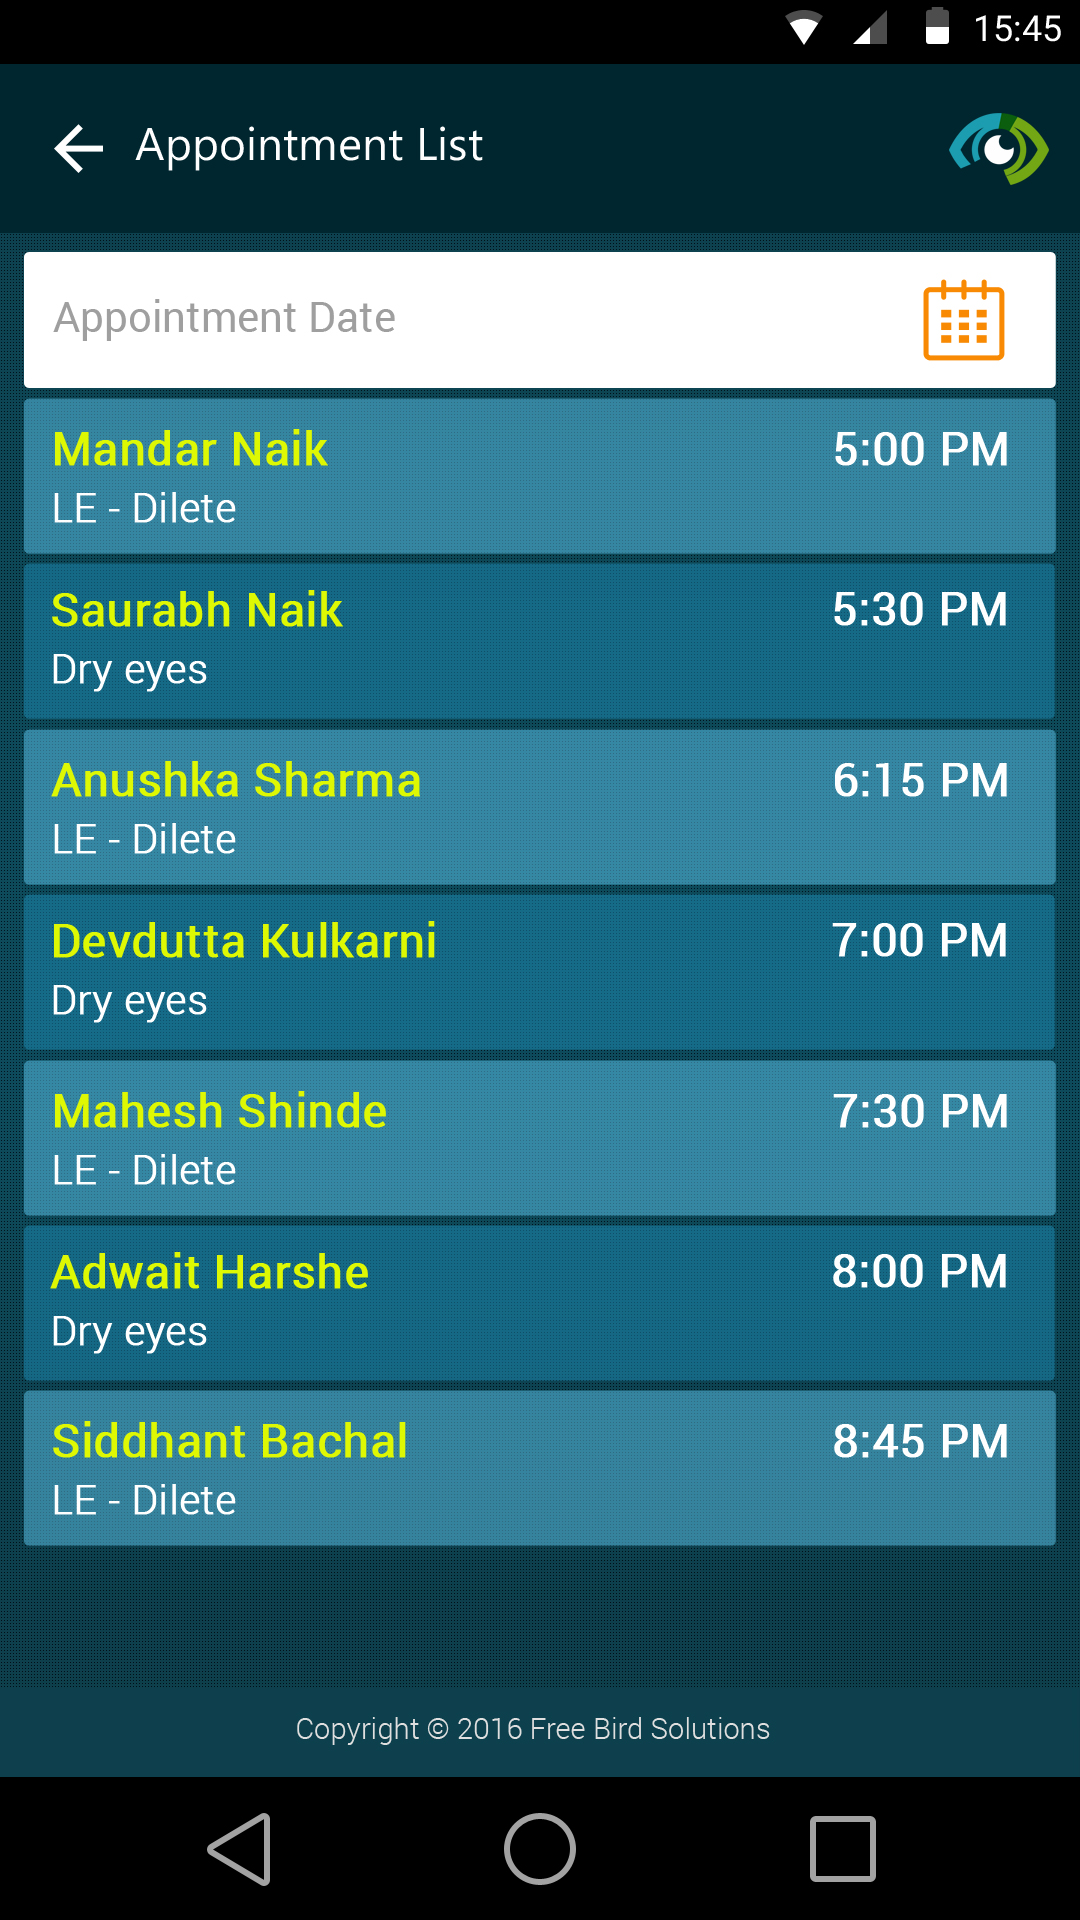 15:45
Appointment List
Appointment Date
Mandar Naik 5:00 PM
LE - Dilete
Saurabh Naik 5:30 PM
Dry eyes
Anushka Sharma 6:15 PM
LE - Dilete
Devdutta Kulkarni 7:00 PM
Dry eyes
Mahesh Shinde 7:30 PM
LE - Dilete
Adwait Harshe 8:00 PM
Dry eyes
Siddhant Bachal 8:45 PM
LE - Dilete
Copyright © 2016 Free Bird Solutions